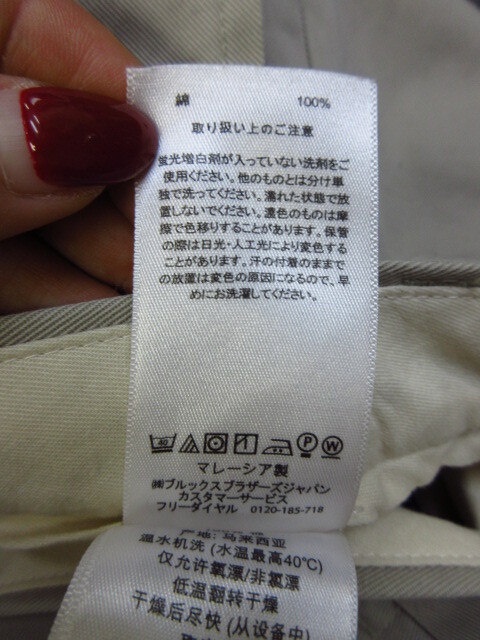 綿 100%
取り扱い上のご注意
蛍光増白剤が入っていない洗剤をご
使用ください。他のものとは分け単
独で洗ってください。濡れた状態で放
置しないでください。濃色のものは摩
擦で色移りすることがあります。保管
の際は日光・人工光により変色する
ことがあります。汗の付着のままで
の放置は変色の原因になるので、早
めにお洗濯してください。
40 P W
マレーシア製
㈱ブルックスブラザーズジャパン
カスタマーサービス
フリーダイヤル 0120-185-718
产地: 马来西亚
温水机洗 (水温最高40℃)
仅允许氧漂/非氯漂
低温翻转干燥
干燥后尽快 (从设备中)